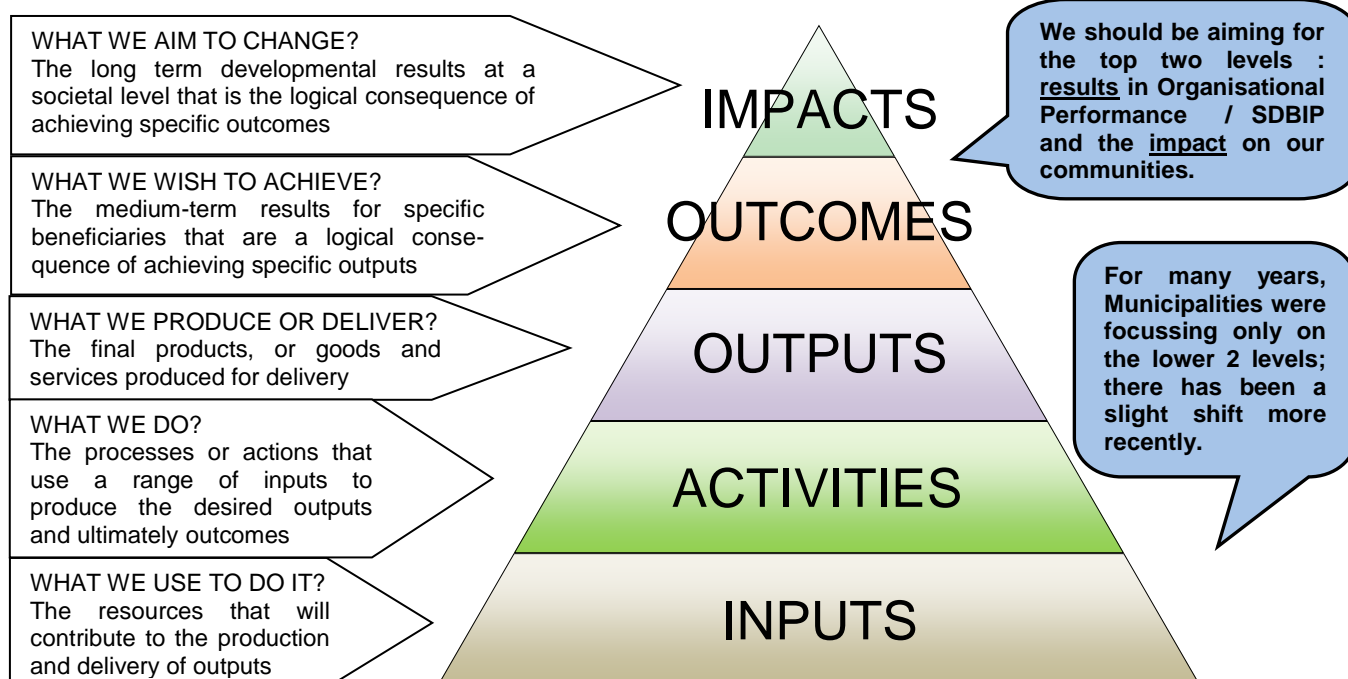 WHAT WE AIM TO CHANGE?
The long term developmental results at a
societal level that is the logical consequence of
achieving specific outcomes
IMPACTS
We should be aiming for
the top two levels :
results in Organisational
Performance / SDBIP
and the impact on our
communities.
WHAT WE WISH TO ACHIEVE?
The medium-term results for specific
beneficiaries that are a logical conse-
quence of achieving specific outputs
OUTCOMES
For many years,
Municipalities were
focussing only on
the lower 2 levels;
there has been a
slight shift more
recently.
WHAT WE PRODUCE OR DELIVER?
The final products, or goods and
services produced for delivery
OUTPUTS
WHAT WE DO?
The processes or actions that
use a range of inputs to
produce the desired outputs
and ultimately outcomes
ACTIVITIES
WHAT WE USE TO DO IT?
The resources that will
contribute to the production
and delivery of outputs
INPUTS